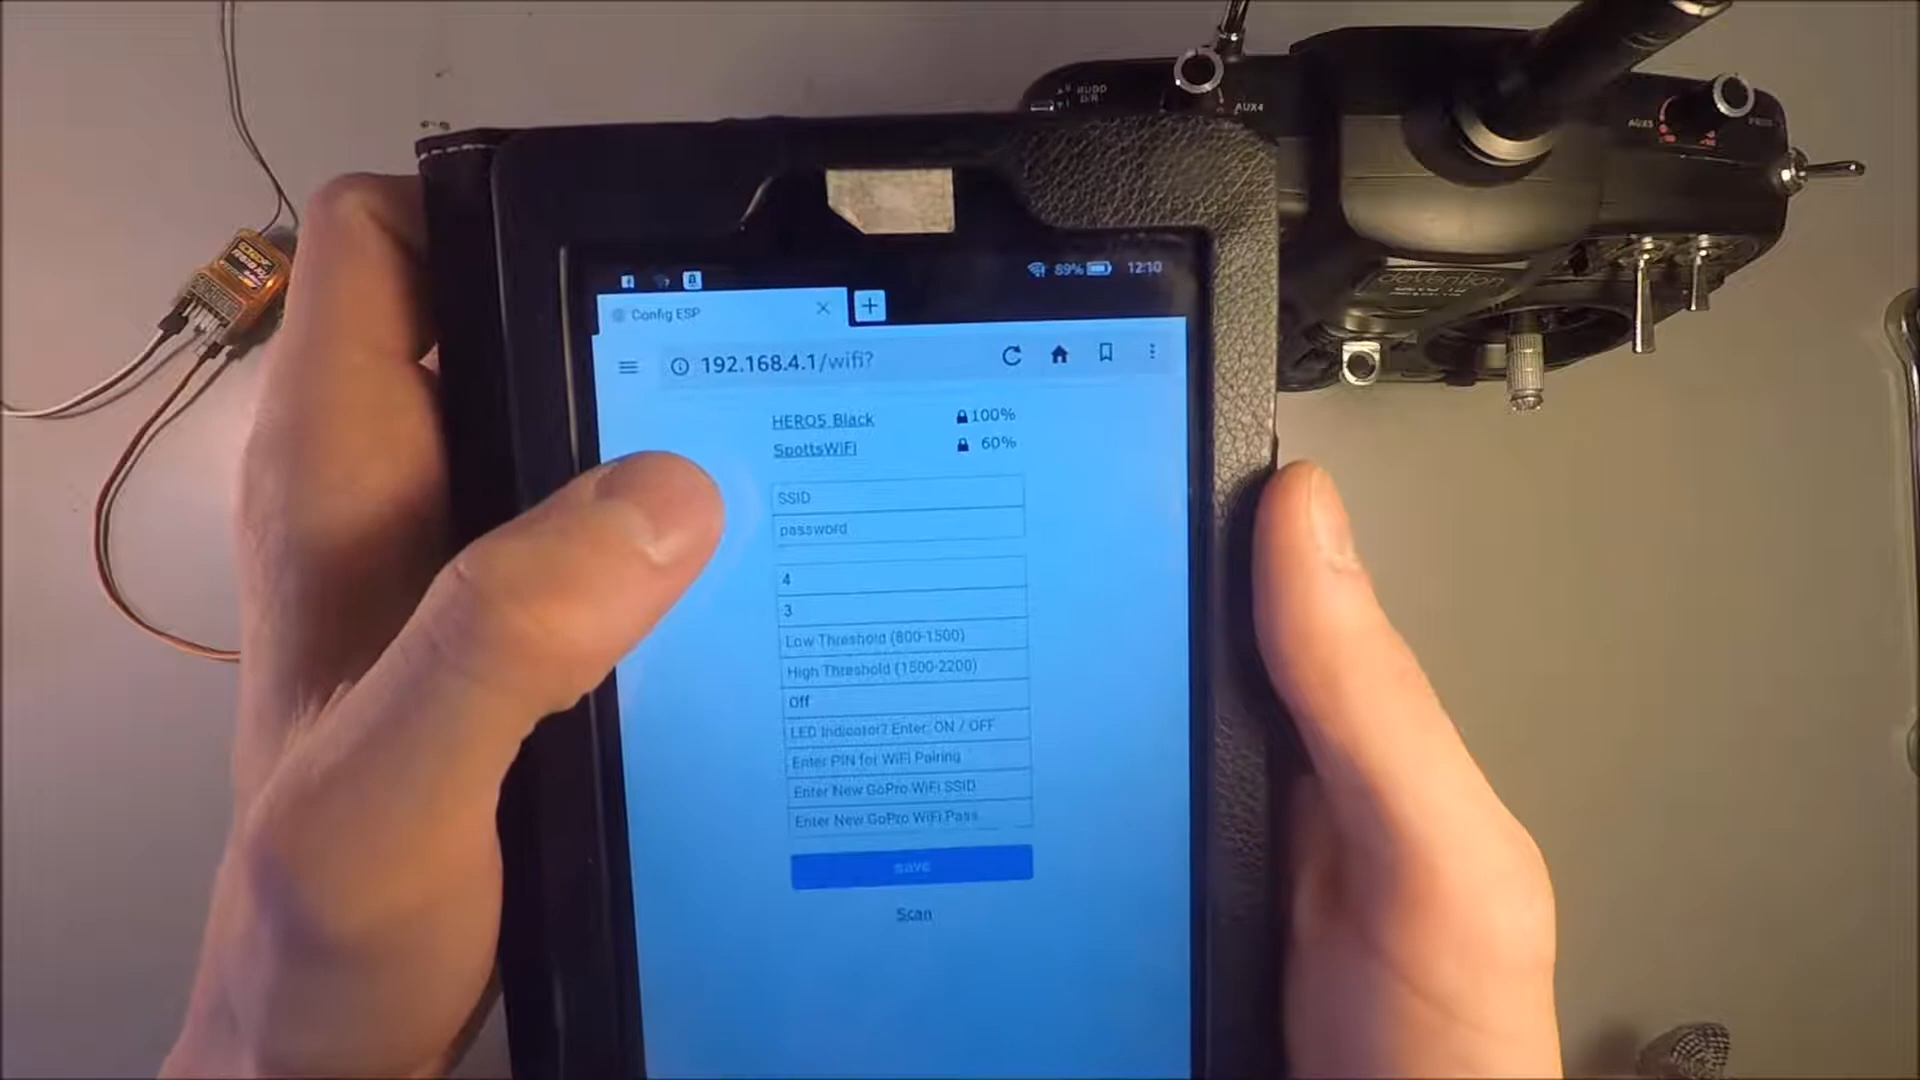 RUDD
D/R
AUX4
AUX5
89% 12:10
Config ESP
192.168.4.1/wifi?
HERO5 Black 100%
SpottsWiFi 60%
SSID
password
4
3
Low Threshold (800-1500)
High Threshold (1500-2200)
Off
LED Indicator? Enter: ON / OFF
Enter PIN for WiFi Pairing
Enter New GoPro WiFi SSID
Enter New GoPro WiFi Pass
save
Scan